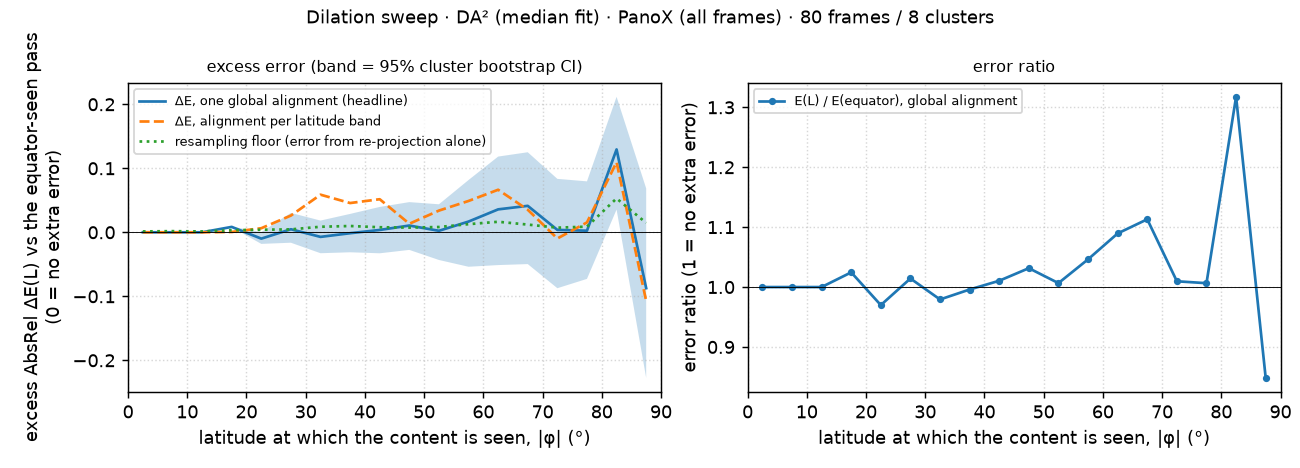 Dilation sweep · DA² (median fit) · PanoX (all frames) · 80 frames / 8 clusters
excess error (band = 95% cluster bootstrap CI)
excess AbsRel ΔE(L) vs the equator-seen pass
(0 = no extra error)
0.2
0.1
0.0
−0.1
−0.2
ΔE, one global alignment (headline)
ΔE, alignment per latitude band
resampling floor (error from re-projection alone)
0 10 20 30 40 50 60 70 80 90
latitude at which the content is seen, |φ| (°)
error ratio
error ratio (1 = no extra error)
1.3
1.2
1.1
1.0
0.9
E(L) / E(equator), global alignment
0 10 20 30 40 50 60 70 80 90
latitude at which the content is seen, |φ| (°)